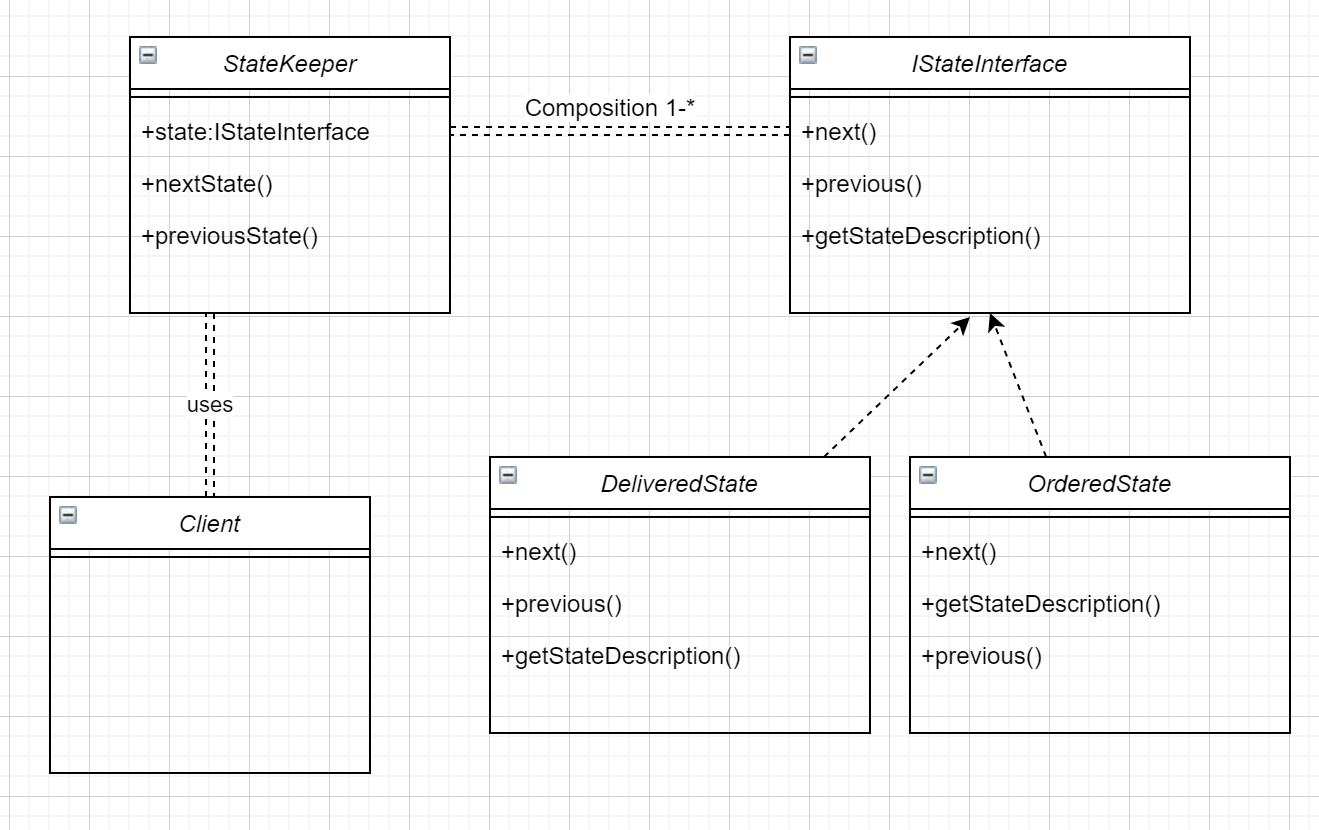 StateKeeper
+state:IStateInterface
+nextState()
+previousState()
Composition 1-*
IStateInterface
+next()
+previous()
+getStateDescription()
uses
Client
DeliveredState
+next()
+previous()
+getStateDescription()
OrderedState
+next()
+getStateDescription()
+previous()